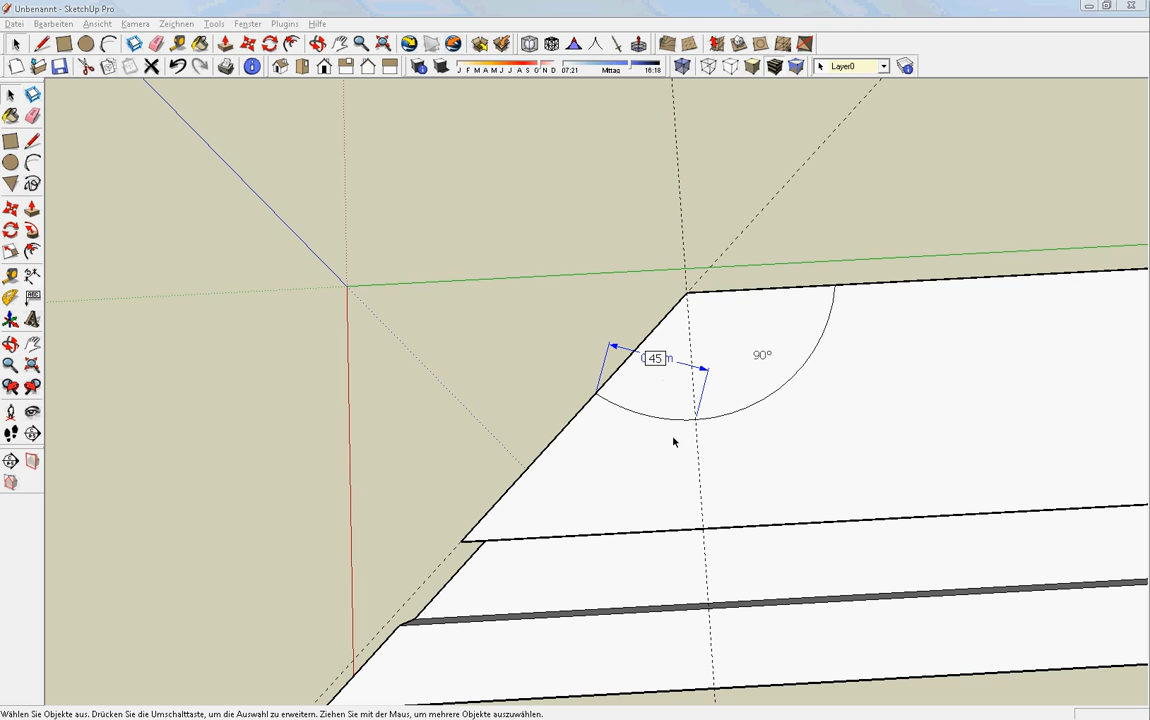 Unbenannt - SketchUp Pro
Datei Bearbeiten Ansicht Kamera Zeichnen Tools Fenster Plugins Hilfe
J F M A M J J A S O N D 07:21 Mittag 16:18 Layer0
45 m 90°
Wählen Sie Objekte aus. Drücken Sie die Umschalttaste, um die Auswahl zu erweitern. Ziehen Sie mit der Maus, um mehrere Objekte auszuwählen.